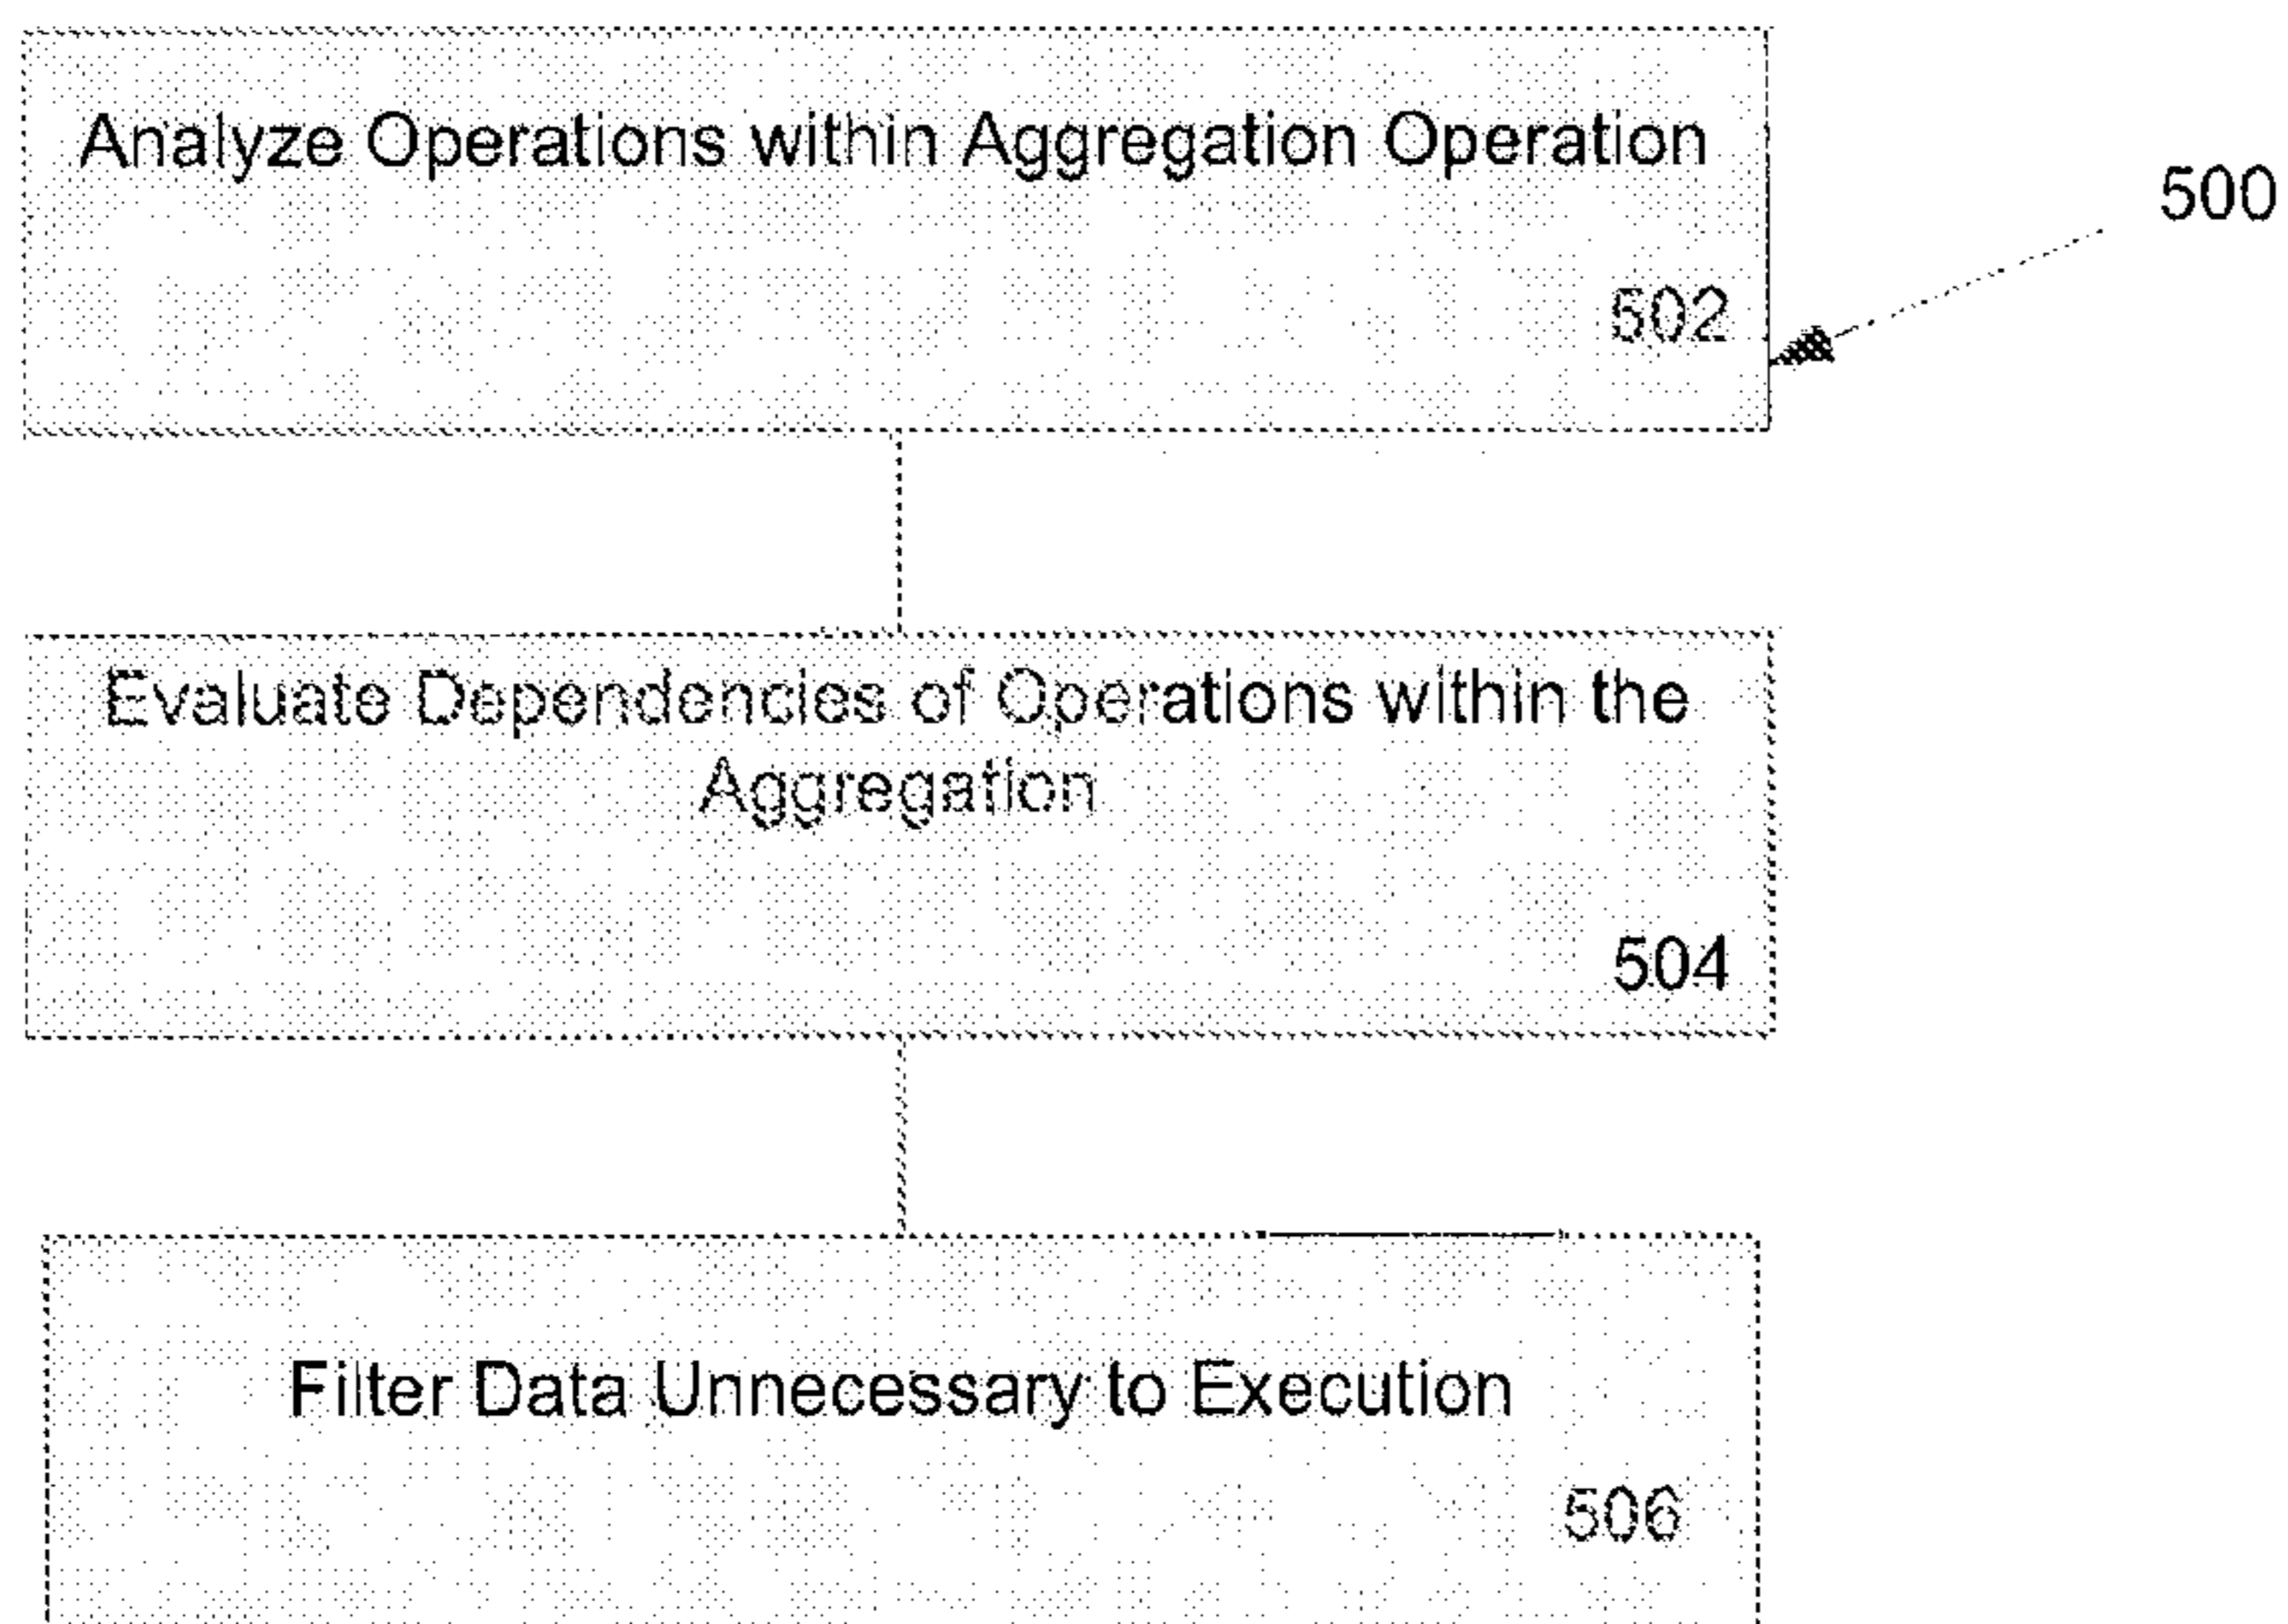 Analyze Operations within Aggregation Operation
500
502
Evaluate Dependencies of Operations within the
Aggregation
504
Filter Data Unnecessary to Execution
506